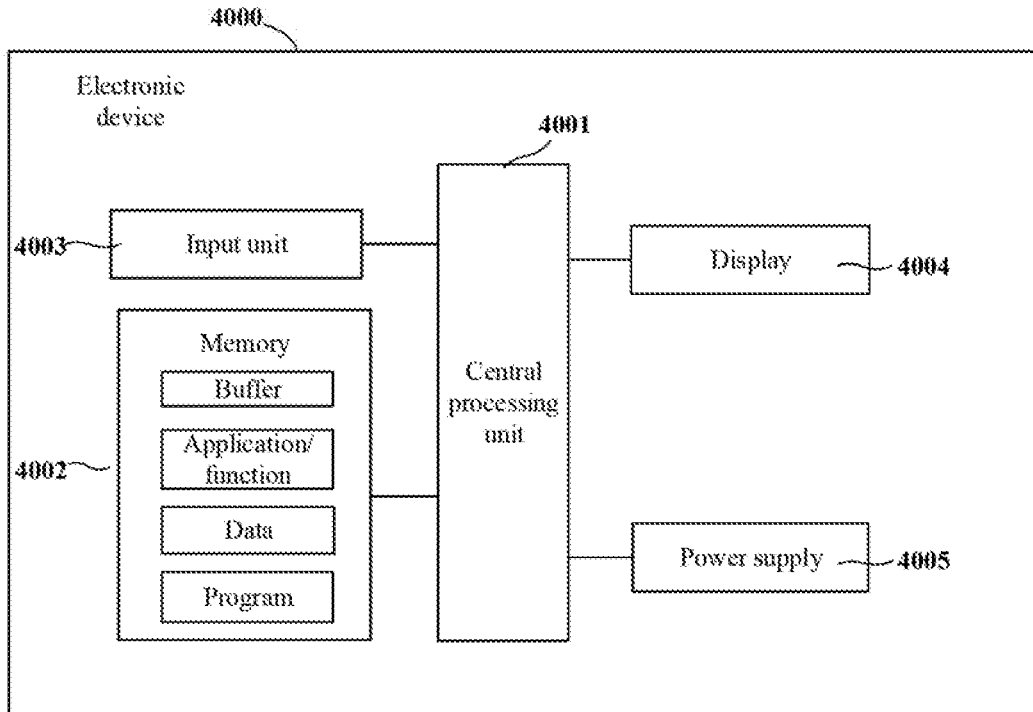 4000
Electronic
device
4001
4003
Input unit
Display
4004
Memory
Buffer
Application/
function
Data
Program
4002
Central
processing
unit
Power supply
4005